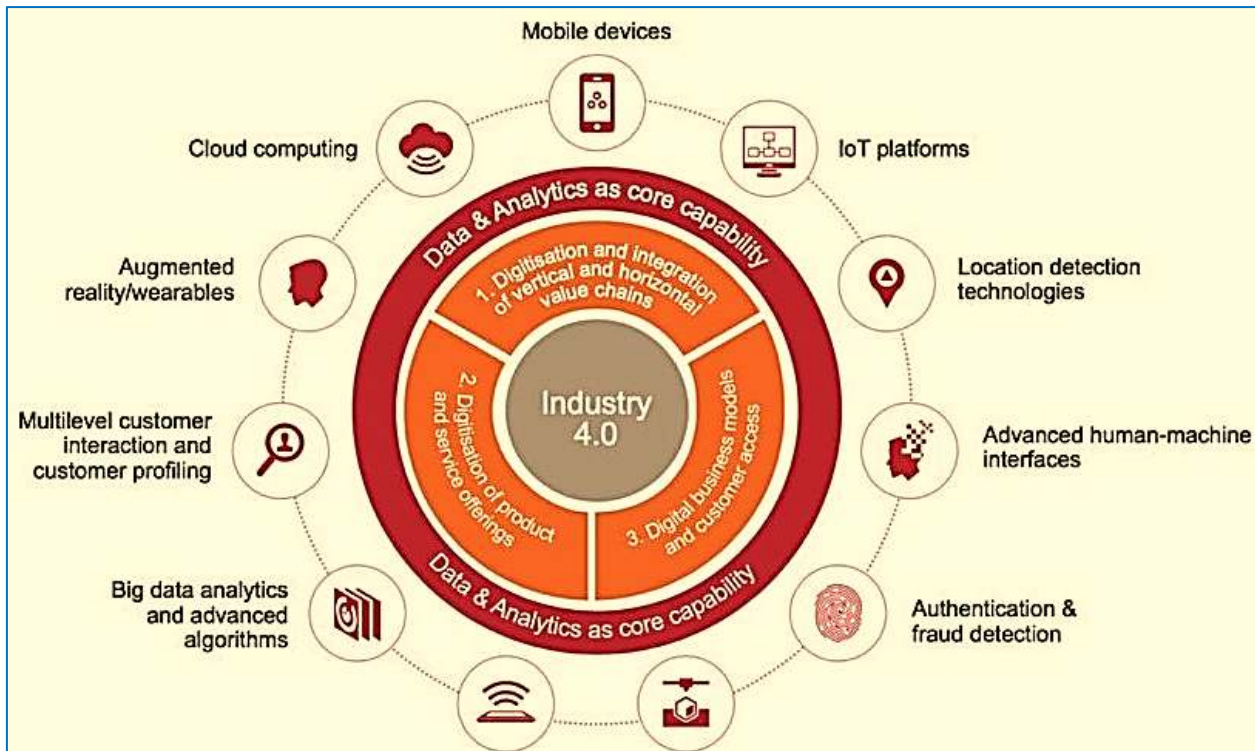 Mobile devices
Cloud computing
IoT platforms
Data & Analytics as core capability
1. Digitisation and integration
of vertical and horizontal
value chains
Augmented
reality/wearables
Location detection
technologies
Industry
4.0
2. Digitisation of product
and service offerings
3. Digital business models
and customer access
Multilevel customer
interaction and
customer profiling
Advanced human-machine
interfaces
Data & Analytics as core capability
Big data analytics
and advanced
algorithms
Authentication &
fraud detection